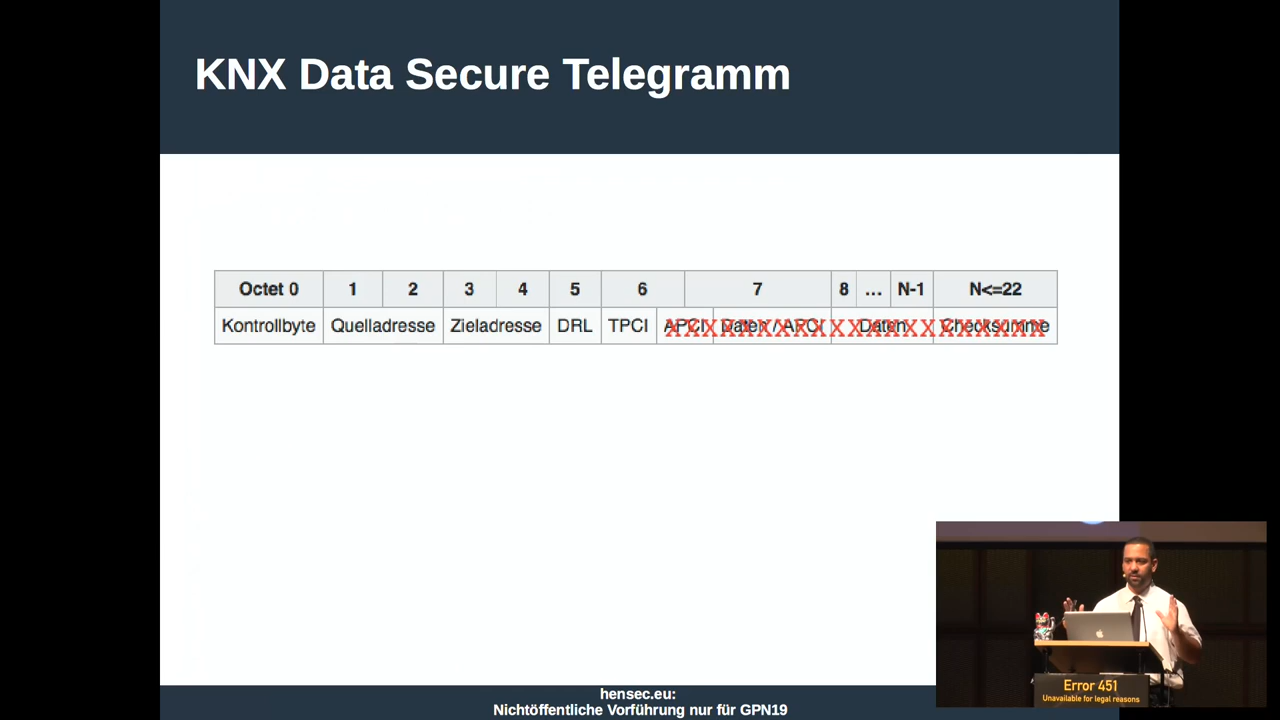 KNX Data Secure Telegramm
Octet 0 1 2 3 4 5 6 7 8 ... N-1 N<=22
Kontrollbyte Quelladresse Zieladresse DRL TPCI APCI Daten / APCI Daten Checksumme
hensec.eu:
Nichtöffentliche Vorführung nur für GPN19
Error 451
Unavailable for legal reasons